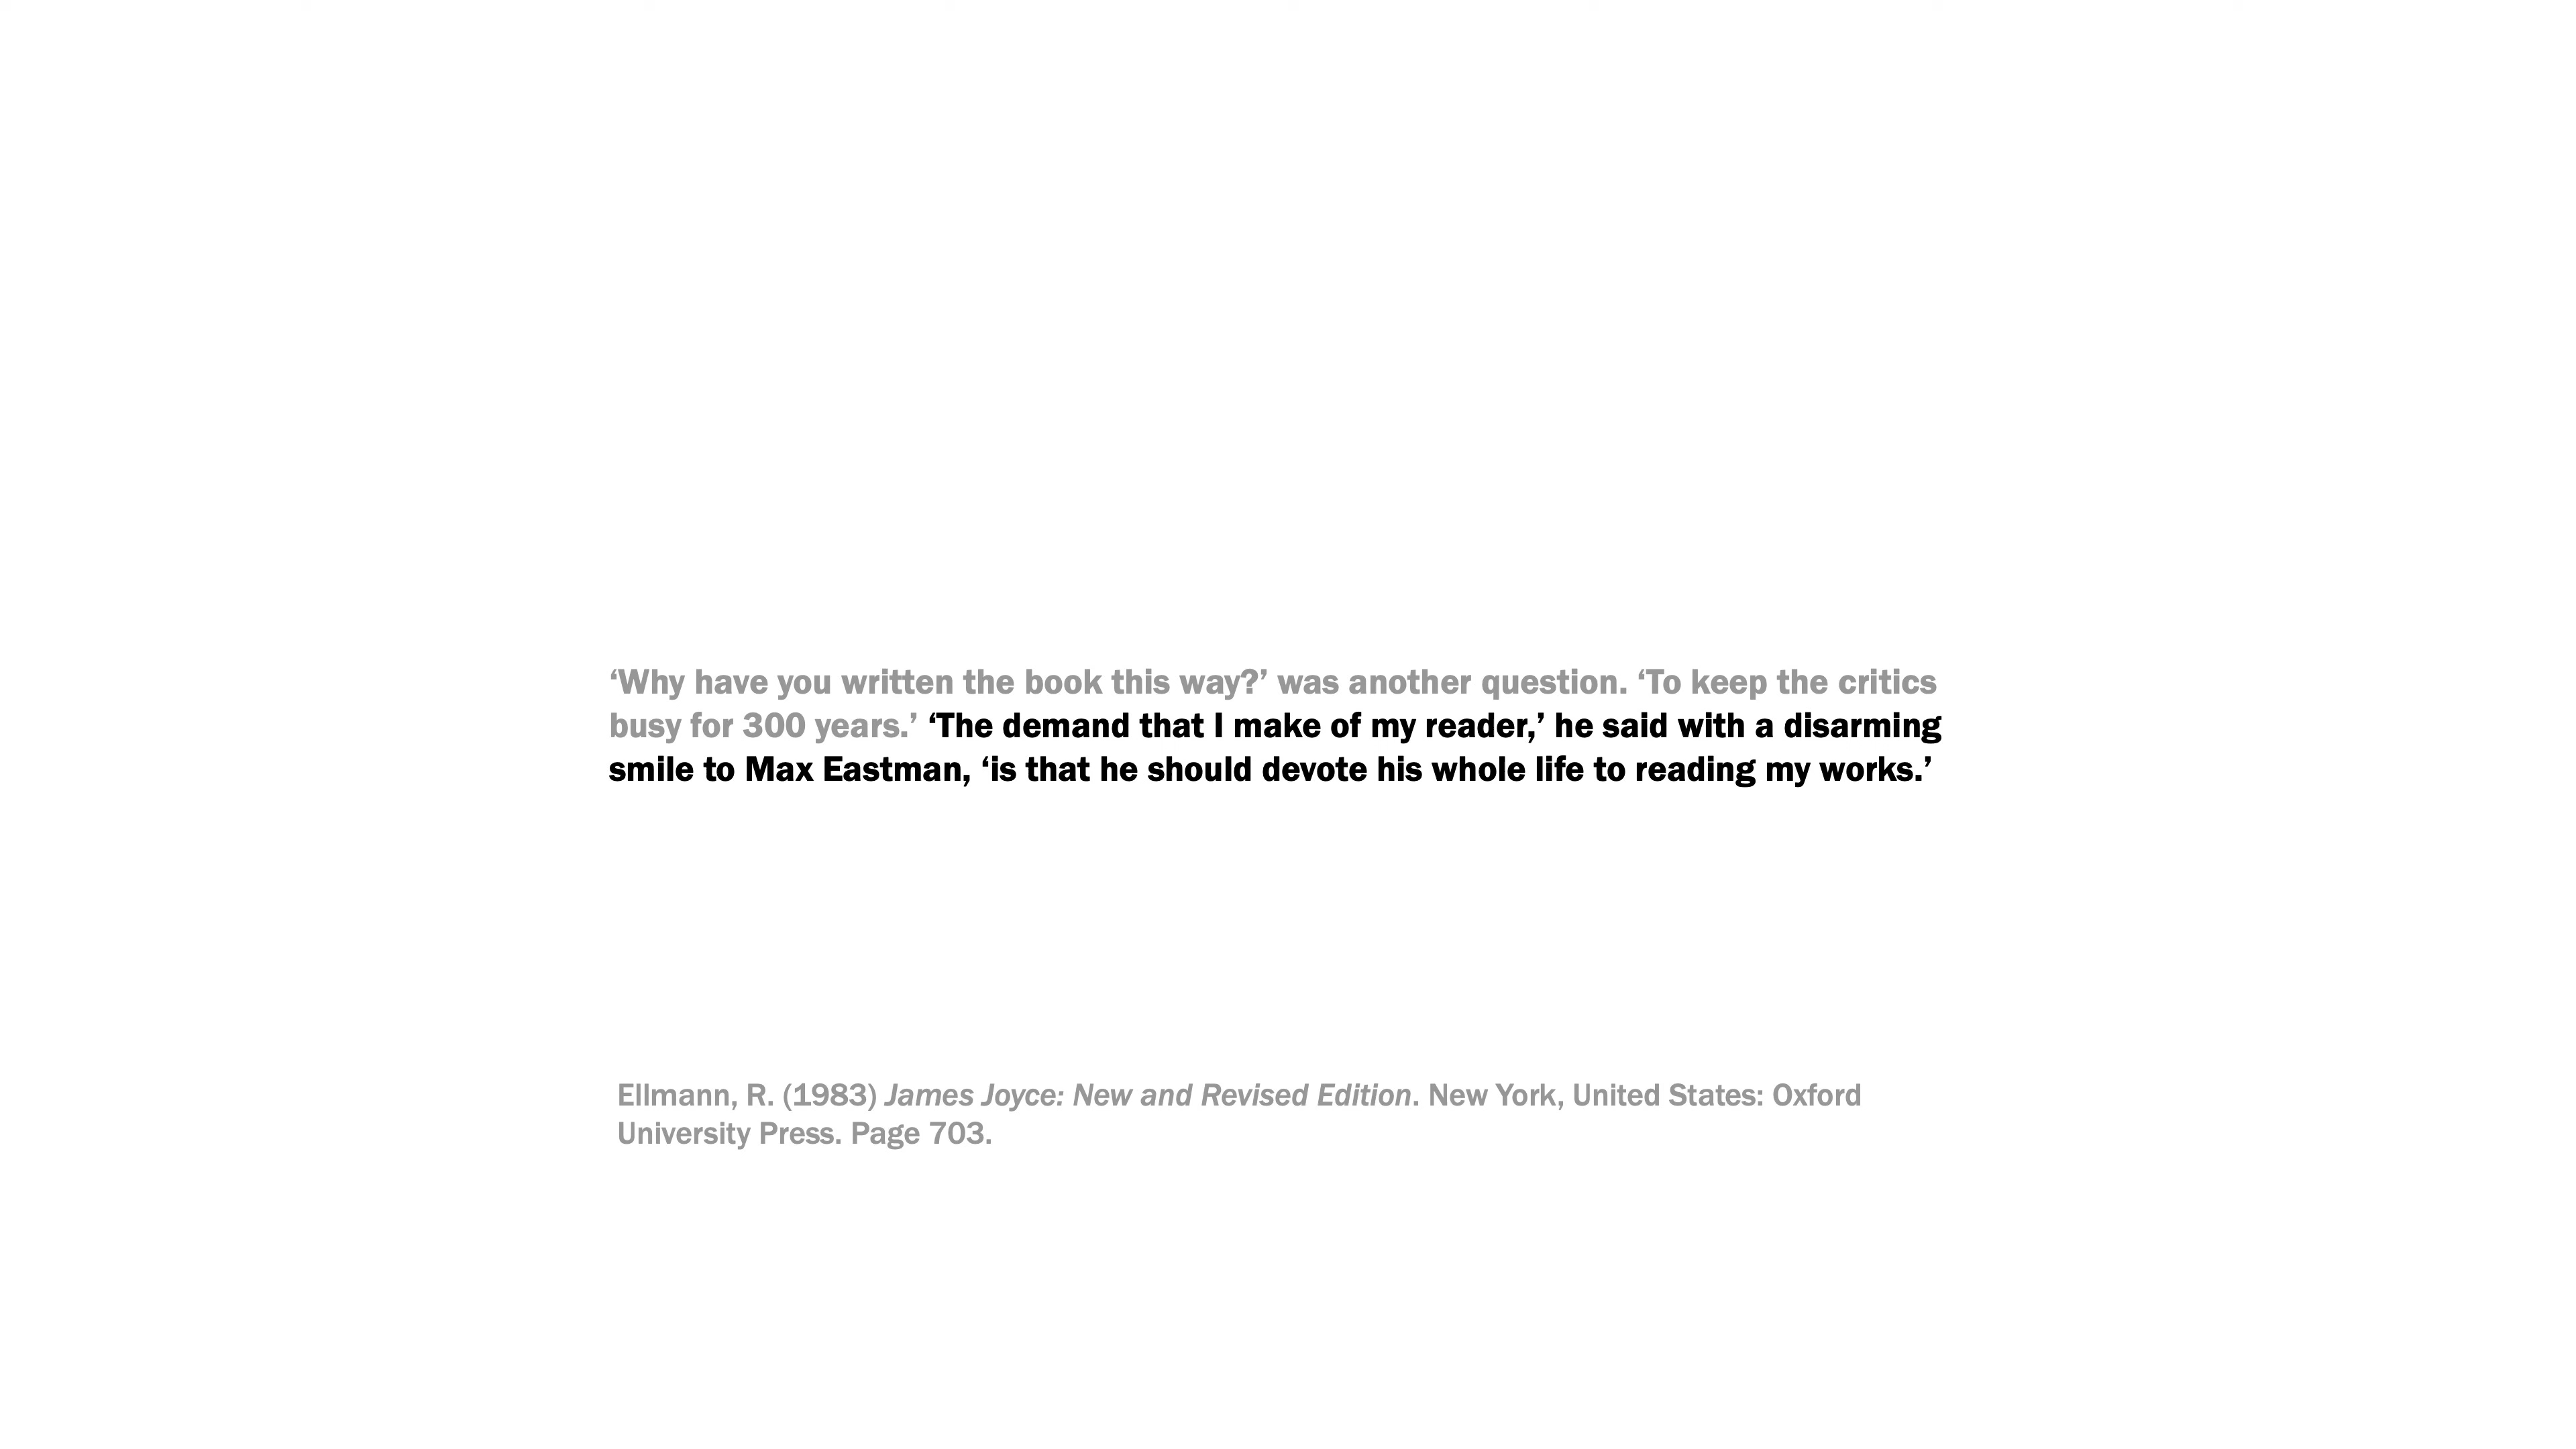 ‘Why have you written the book this way?’ was another question. ‘To keep the critics
busy for 300 years.’ ‘The demand that I make of my reader,’ he said with a disarming
smile to Max Eastman, ‘is that he should devote his whole life to reading my works.’
Ellmann, R. (1983) James Joyce: New and Revised Edition. New York, United States: Oxford
University Press. Page 703.